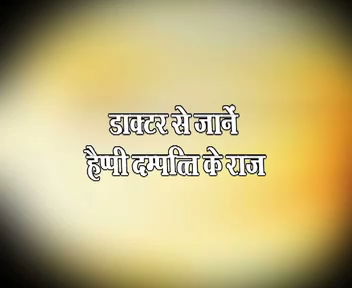 डाक्टर से जानें
हैप्पी दम्पत्ति के राज